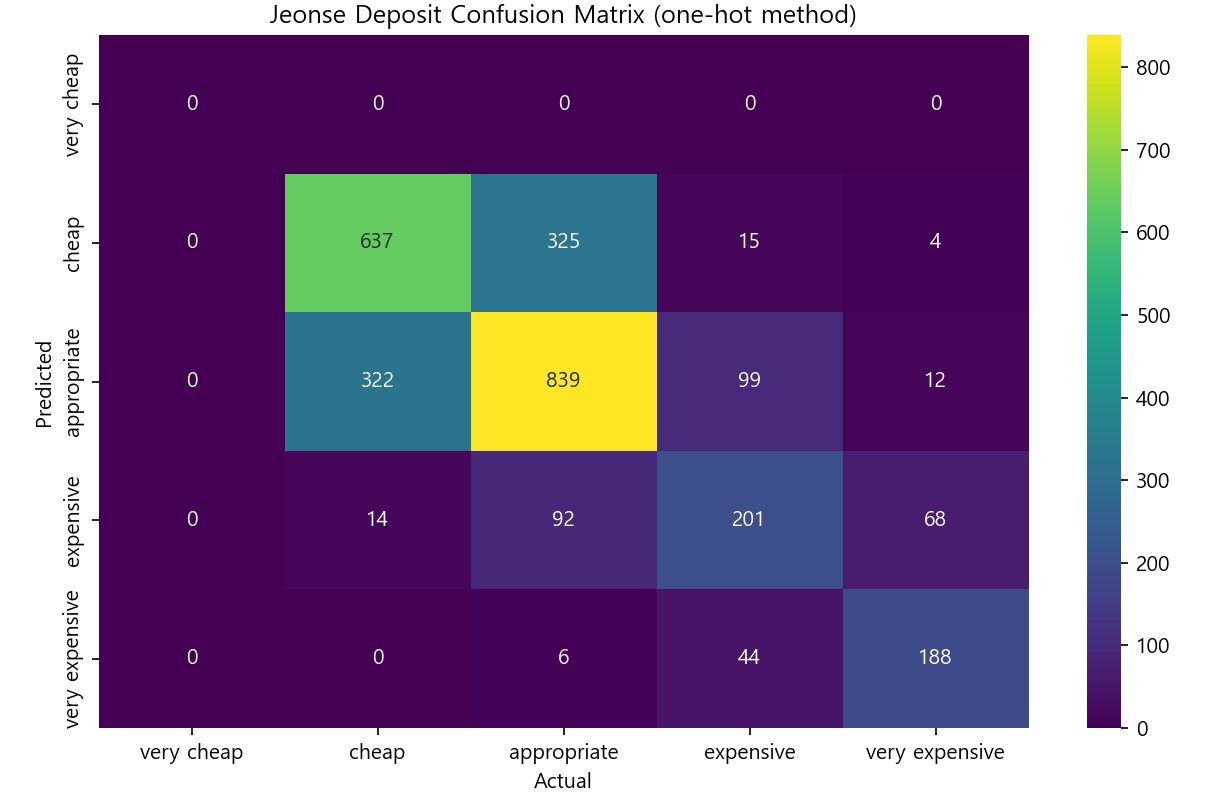 Jeonse Deposit Confusion Matrix (one-hot method)
Predicted
very cheap
0 0 0 0 0
cheap
0 637 325 15 4
appropriate
0 322 839 99 12
expensive
0 14 92 201 68
very expensive
0 0 6 44 188
very cheap cheap appropriate expensive very expensive
Actual
800
700
600
500
400
300
200
100
0